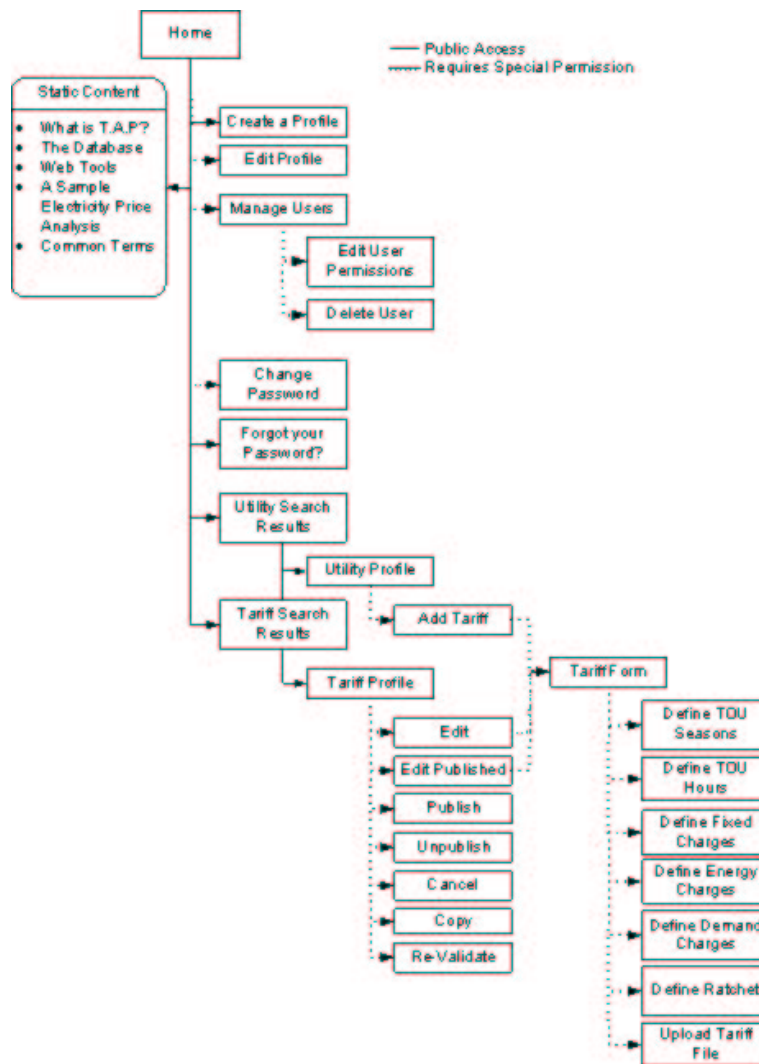 Home
Public Access
Requires Special Permission
Static Content
• What is T.A.P?
• The Database
• Web Tools
• A Sample
Electricity Price
Analysis
• Common Terms
Create a Profile
Edit Profile
Manage Users
Edit User
Permissions
Delete User
Change
Password
Forgot your
Password?
Utility Search
Results
Utility Profile
Tariff Search
Results
Add Tariff
Tariff Profile
Tariff Form
Edit
Edit Published
Publish
Unpublish
Cancel
Copy
Re-Validate
Define TOU
Seasons
Define TOU
Hours
Define Fixed
Charges
Define Energy
Charges
Define Demand
Charges
Define Ratchet
Upload Tariff
File